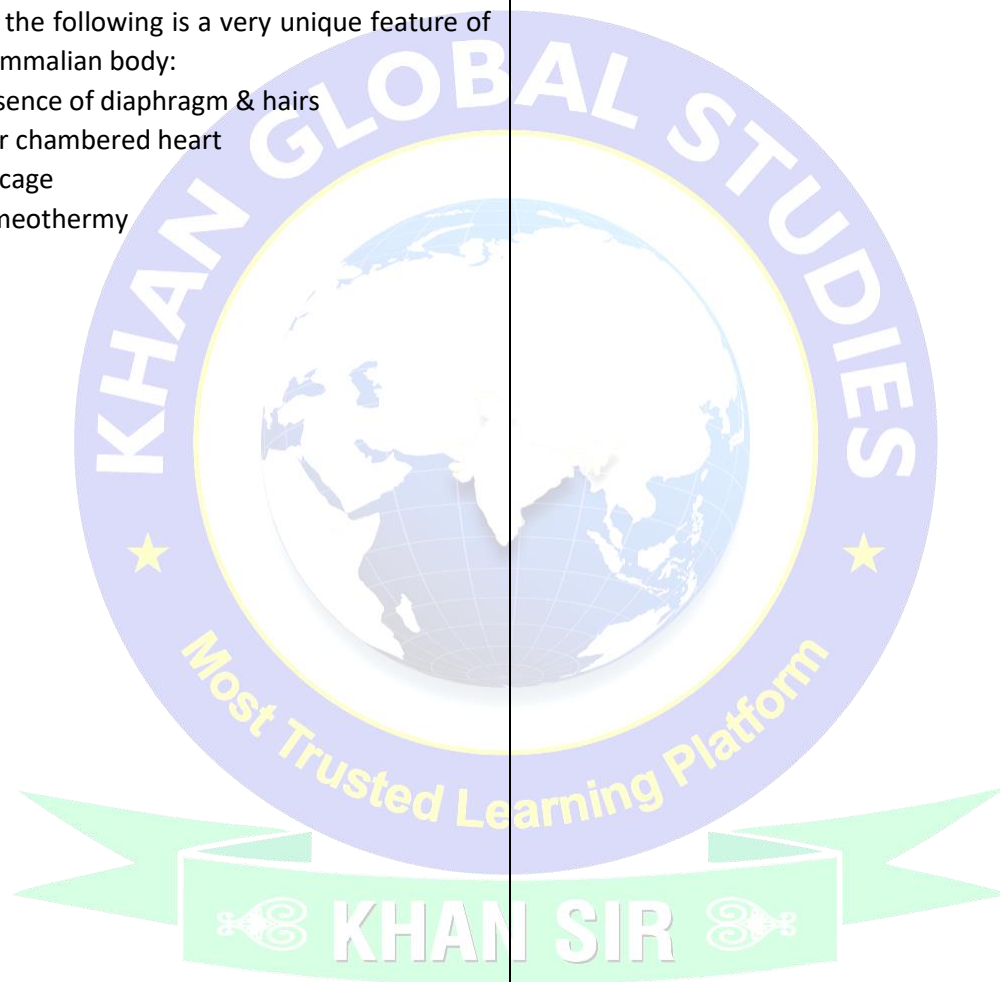 the following is a very unique feature of
mmalian body:
sence of diaphragm & hairs
r chambered heart
cage
meothermy
KHAN GLOBAL STUDIES
Most Trusted Learning Platform
KHAN SIR